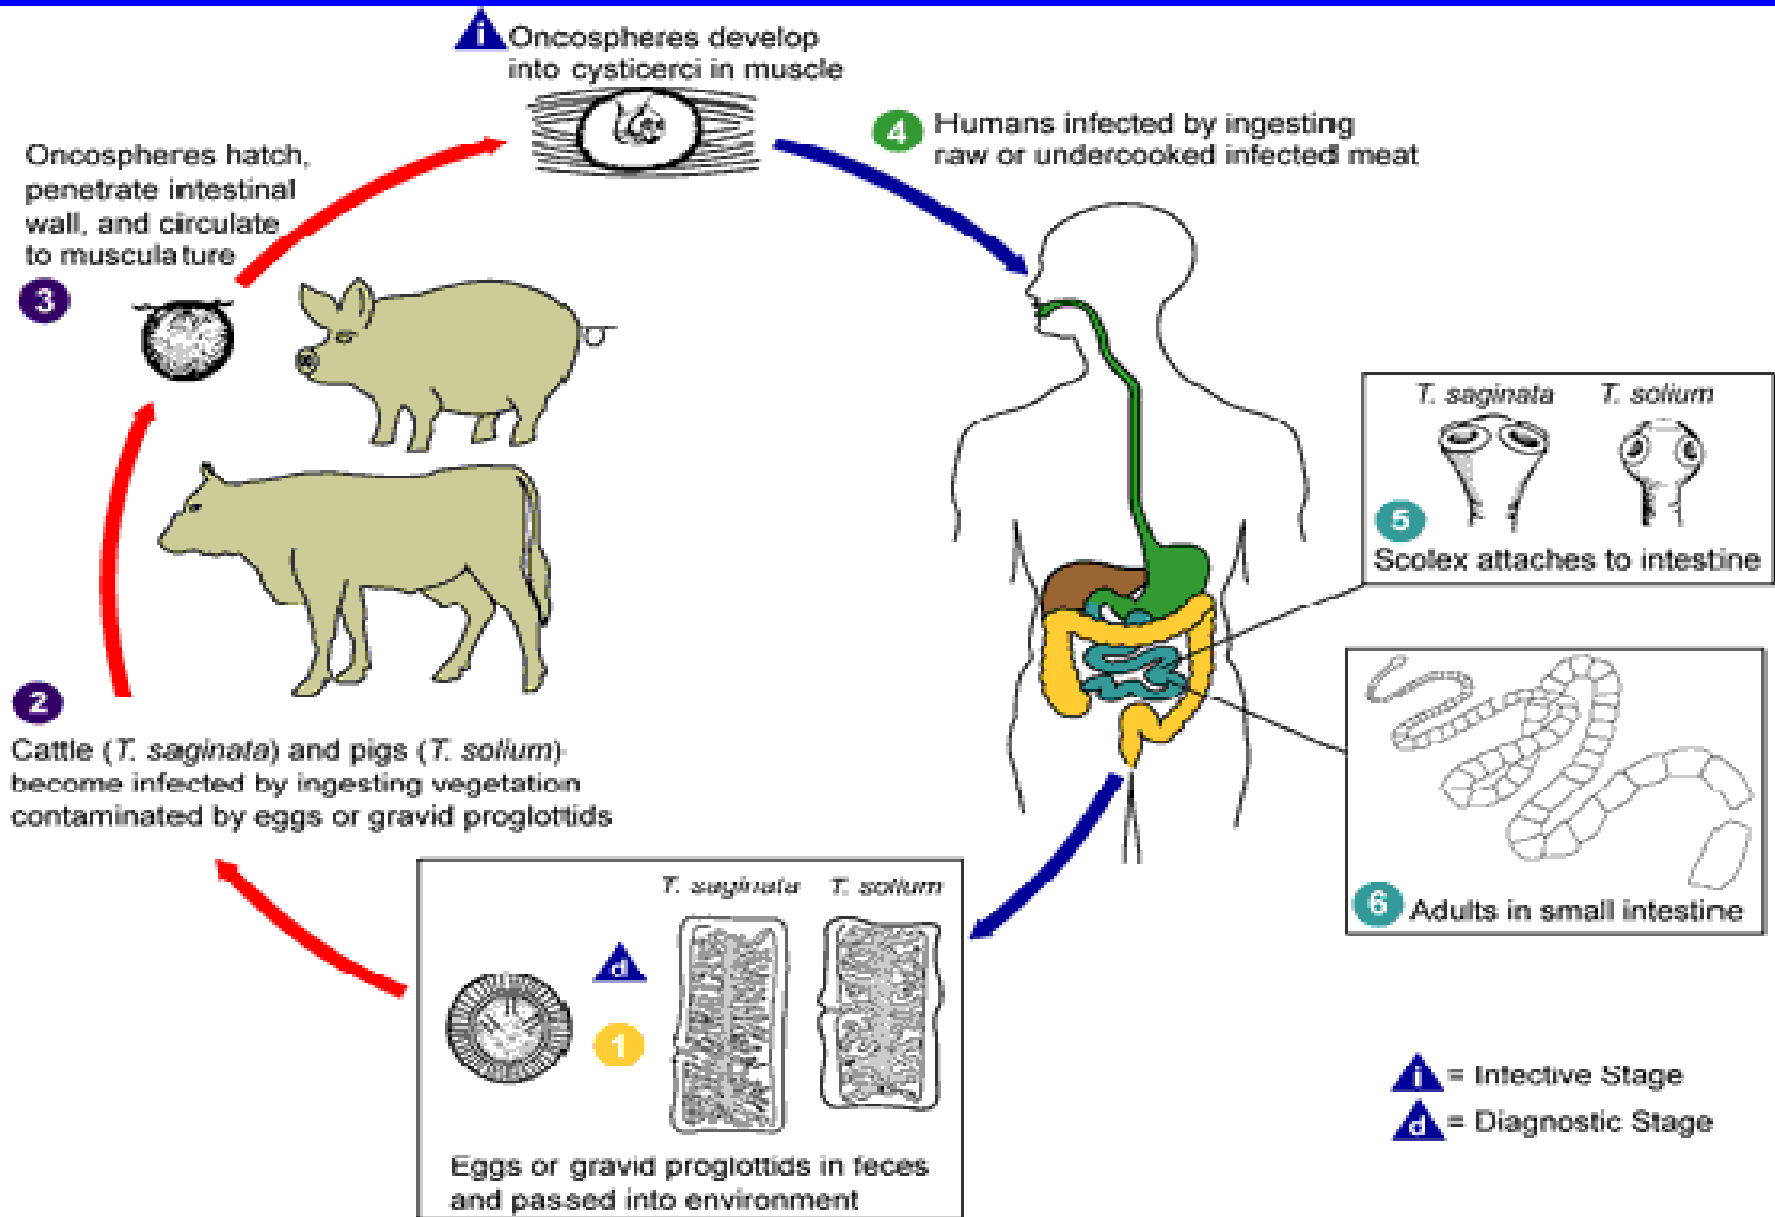 i Oncospheres develop
into cysticerci in muscle
4 Humans infected by ingesting
raw or undercooked infected meat
Oncospheres hatch,
penetrate intestinal
wall, and circulate
to musculature
3
T. saginata T. solium
5
Scolex attaches to intestine
2
Cattle (T. saginata) and pigs (T. solium)
become infected by ingesting vegetation
contaminated by eggs or gravid proglottids
6 Adults in small intestine
T. saginata T. solium
d
1
Eggs or gravid proglottids in feces
and passed into environment
i = Infective Stage
d = Diagnostic Stage